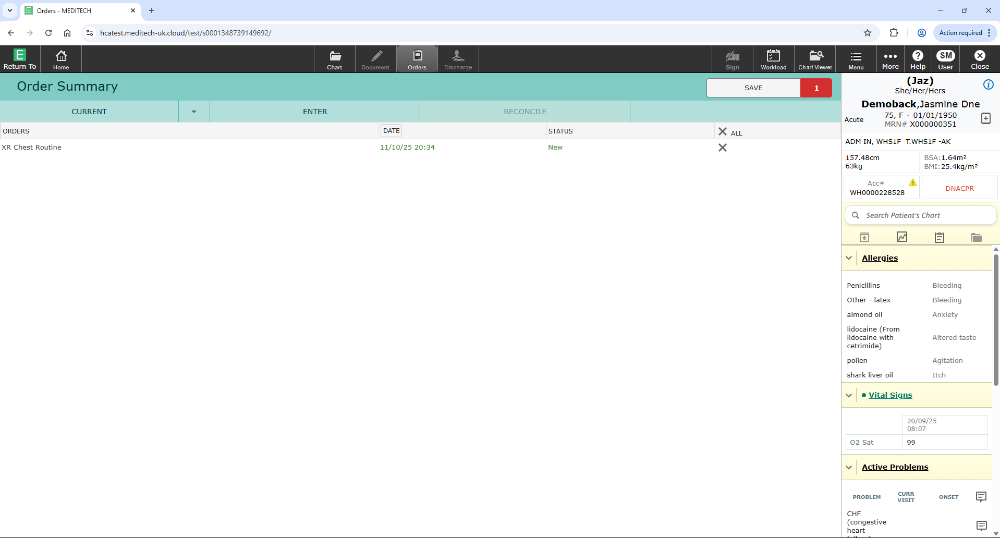 Orders - MEDITECH
hcatest.meditech-uk.cloud/test/s0001348739149692/
Action required
E
Return To
Home
Chart
Document
Orders
Discharge
Sign
Workload
Chart Viewer
Menu
More
Help
SM
User
Close
Order Summary
SAVE 1
CURRENT ENTER RECONCILE
ORDERS DATE STATUS ALL
XR Chest Routine 11/10/25 20:34 New
(Jaz)
She/Her/Hers
Demoback,Jasmine Dne
Acute
75, F · 01/01/1950
MRN# X000000351
ADM IN, WHS1F T.WHS1F -AK
157.48cm
63kg
BSA:1.64m²
BMI:25.4kg/m²
Acc#
WH0000228528
DNACPR
Search Patient's Chart
Allergies
Penicillins Bleeding
Other - latex Bleeding
almond oil Anxiety
lidocaine (From
lidocaine with
cetrimide)
Altered taste
pollen Agitation
shark liver oil Itch
Vital Signs
20/09/25
08:07
O2 Sat 99
Active Problems
PROBLEM
CURR
VISIT
ONSET
CHF
(congestive
heart